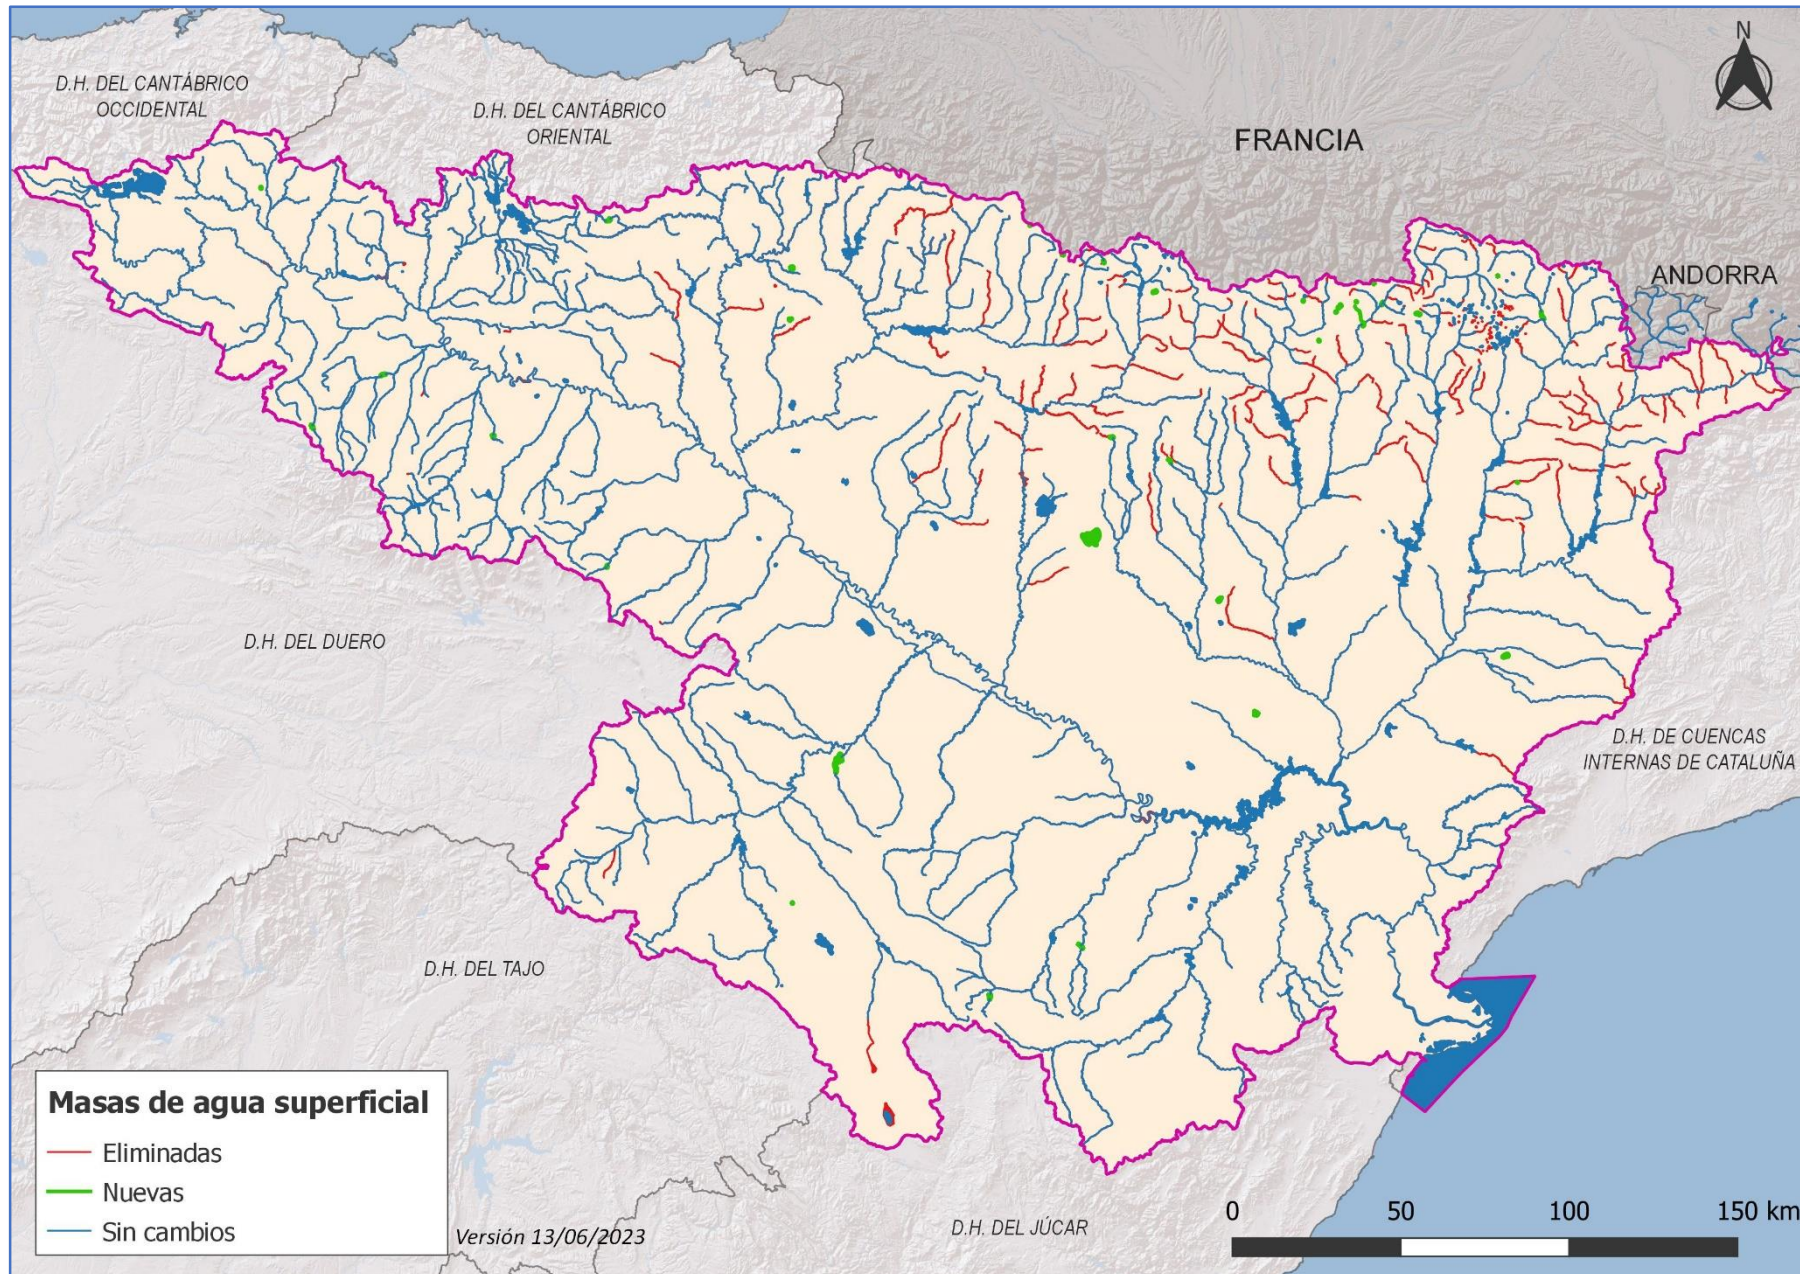 N
D.H. DEL CANTÁBRICO
OCCIDENTAL
D.H. DEL CANTÁBRICO
ORIENTAL
FRANCIA
ANDORRA
D.H. DEL DUERO
D.H. DE CUENCAS
INTERNAS DE CATALUÑA
D.H. DEL TAJO
D.H. DEL JÚCAR
Masas de agua superficial
Eliminadas
Nuevas
Sin cambios
Versión 13/06/2023
0 50 100 150 km